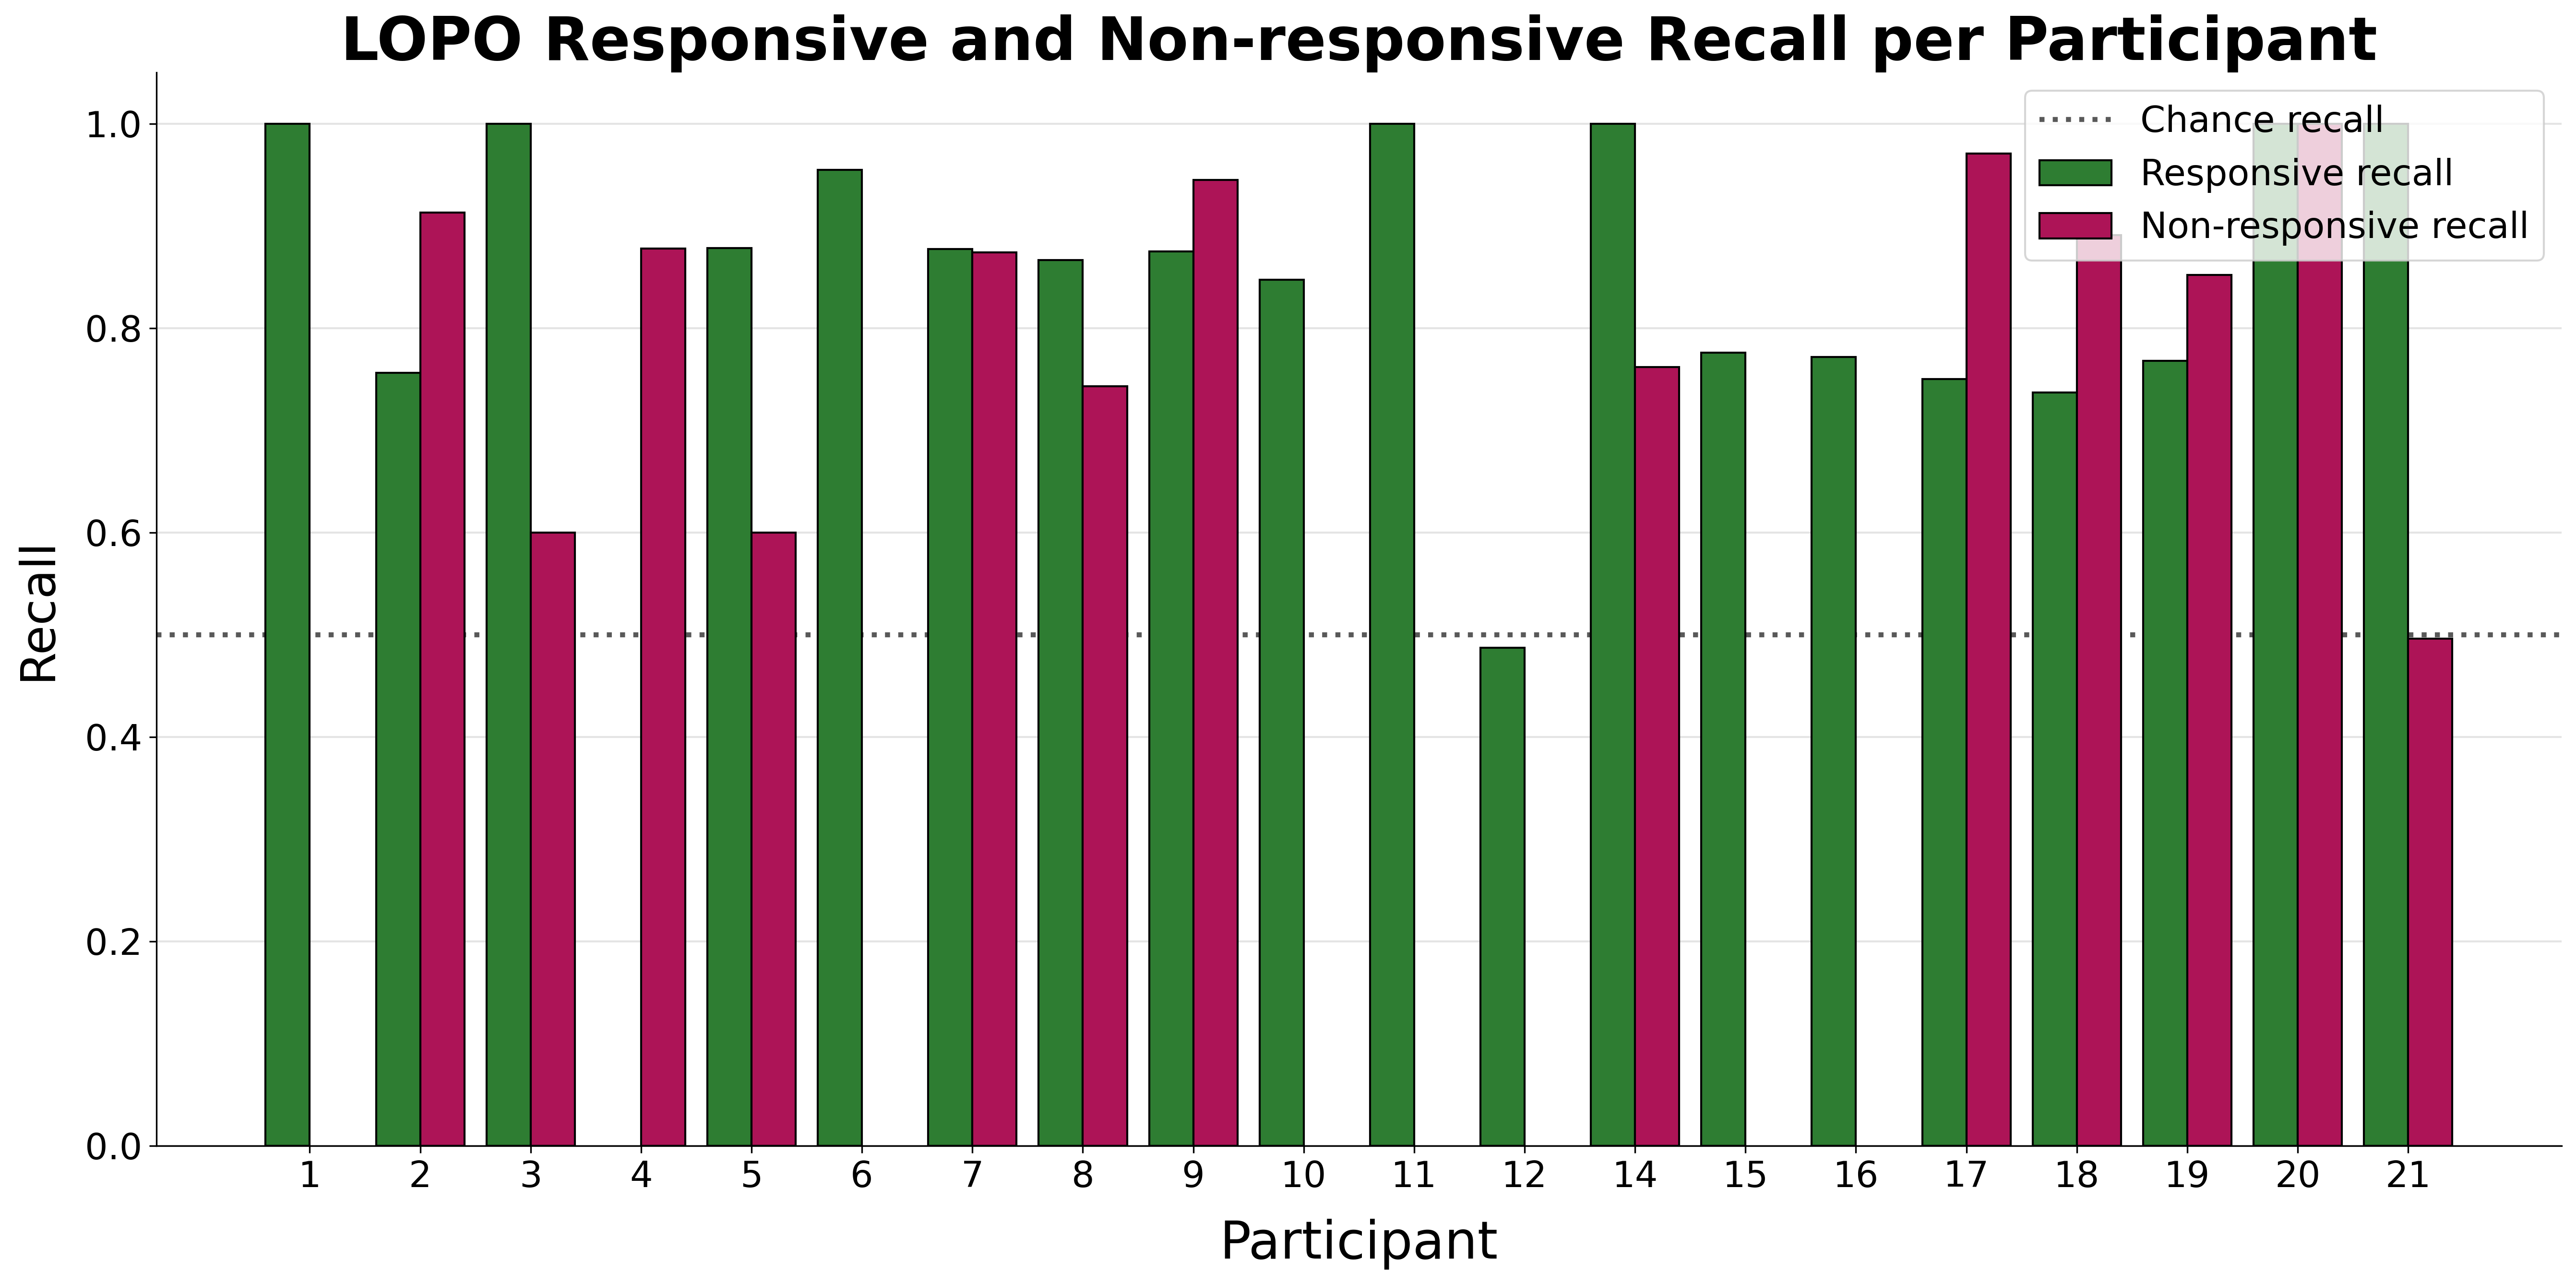 LOPO Responsive and Non-responsive Recall per Participant
Chance recall
Responsive recall
Non-responsive recall
1.0
0.8
0.6
0.4
0.2
0.0
Recall
1 2 3 4 5 6 7 8 9 10 11 12 14 15 16 17 18 19 20 21
Participant